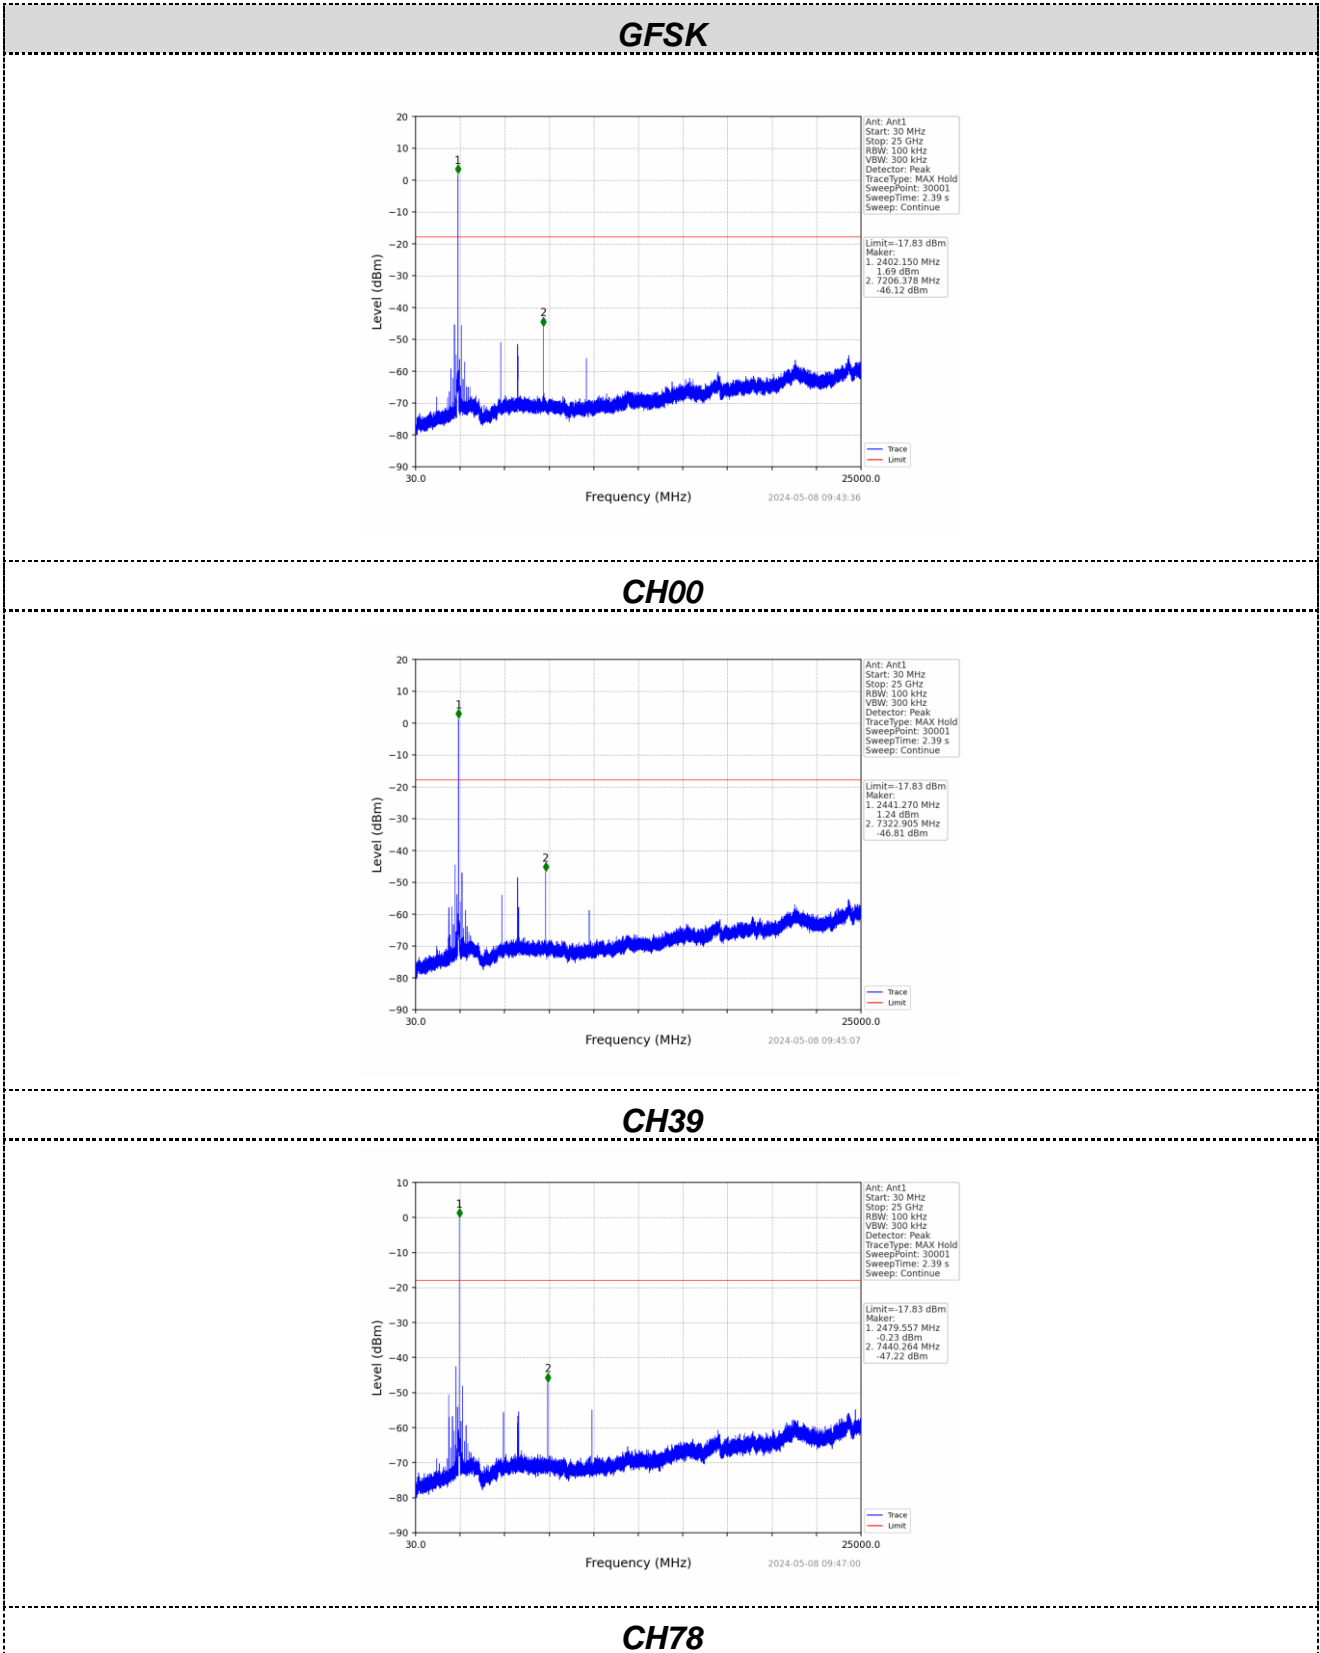 GFSK
20
10
0
−10
−20
−30
−40
−50
−60
−70
−80
−90
Level (dBm)
1
2
30.0
25000.0
Frequency (MHz)
2024-05-08 09:43:36
Ant: Ant1
Start: 30 MHz
Stop: 25 GHz
RBW: 100 kHz
VBW: 300 kHz
Detector: Peak
TraceType: MAX Hold
SweepPoint: 30001
SweepTime: 2.39 s
Sweep: Continue
Limit=-17.83 dBm
Maker:
1. 2402.150 MHz
1.69 dBm
2. 7206.378 MHz
-46.12 dBm
Trace
Limit
CH00
20
10
0
−10
−20
−30
−40
−50
−60
−70
−80
−90
Level (dBm)
1
2
30.0
25000.0
Frequency (MHz)
2024-05-08 09:45:07
Ant: Ant1
Start: 30 MHz
Stop: 25 GHz
RBW: 100 kHz
VBW: 300 kHz
Detector: Peak
TraceType: MAX Hold
SweepPoint: 30001
SweepTime: 2.39 s
Sweep: Continue
Limit=-17.83 dBm
Maker:
1. 2441.270 MHz
1.24 dBm
2. 7322.905 MHz
-46.81 dBm
Trace
Limit
CH39
10
0
−10
−20
−30
−40
−50
−60
−70
−80
−90
Level (dBm)
1
2
30.0
25000.0
Frequency (MHz)
2024-05-08 09:47:00
Ant: Ant1
Start: 30 MHz
Stop: 25 GHz
RBW: 100 kHz
VBW: 300 kHz
Detector: Peak
TraceType: MAX Hold
SweepPoint: 30001
SweepTime: 2.39 s
Sweep: Continue
Limit=-17.83 dBm
Maker:
1. 2479.557 MHz
-0.23 dBm
2. 7440.264 MHz
-47.22 dBm
Trace
Limit
CH78